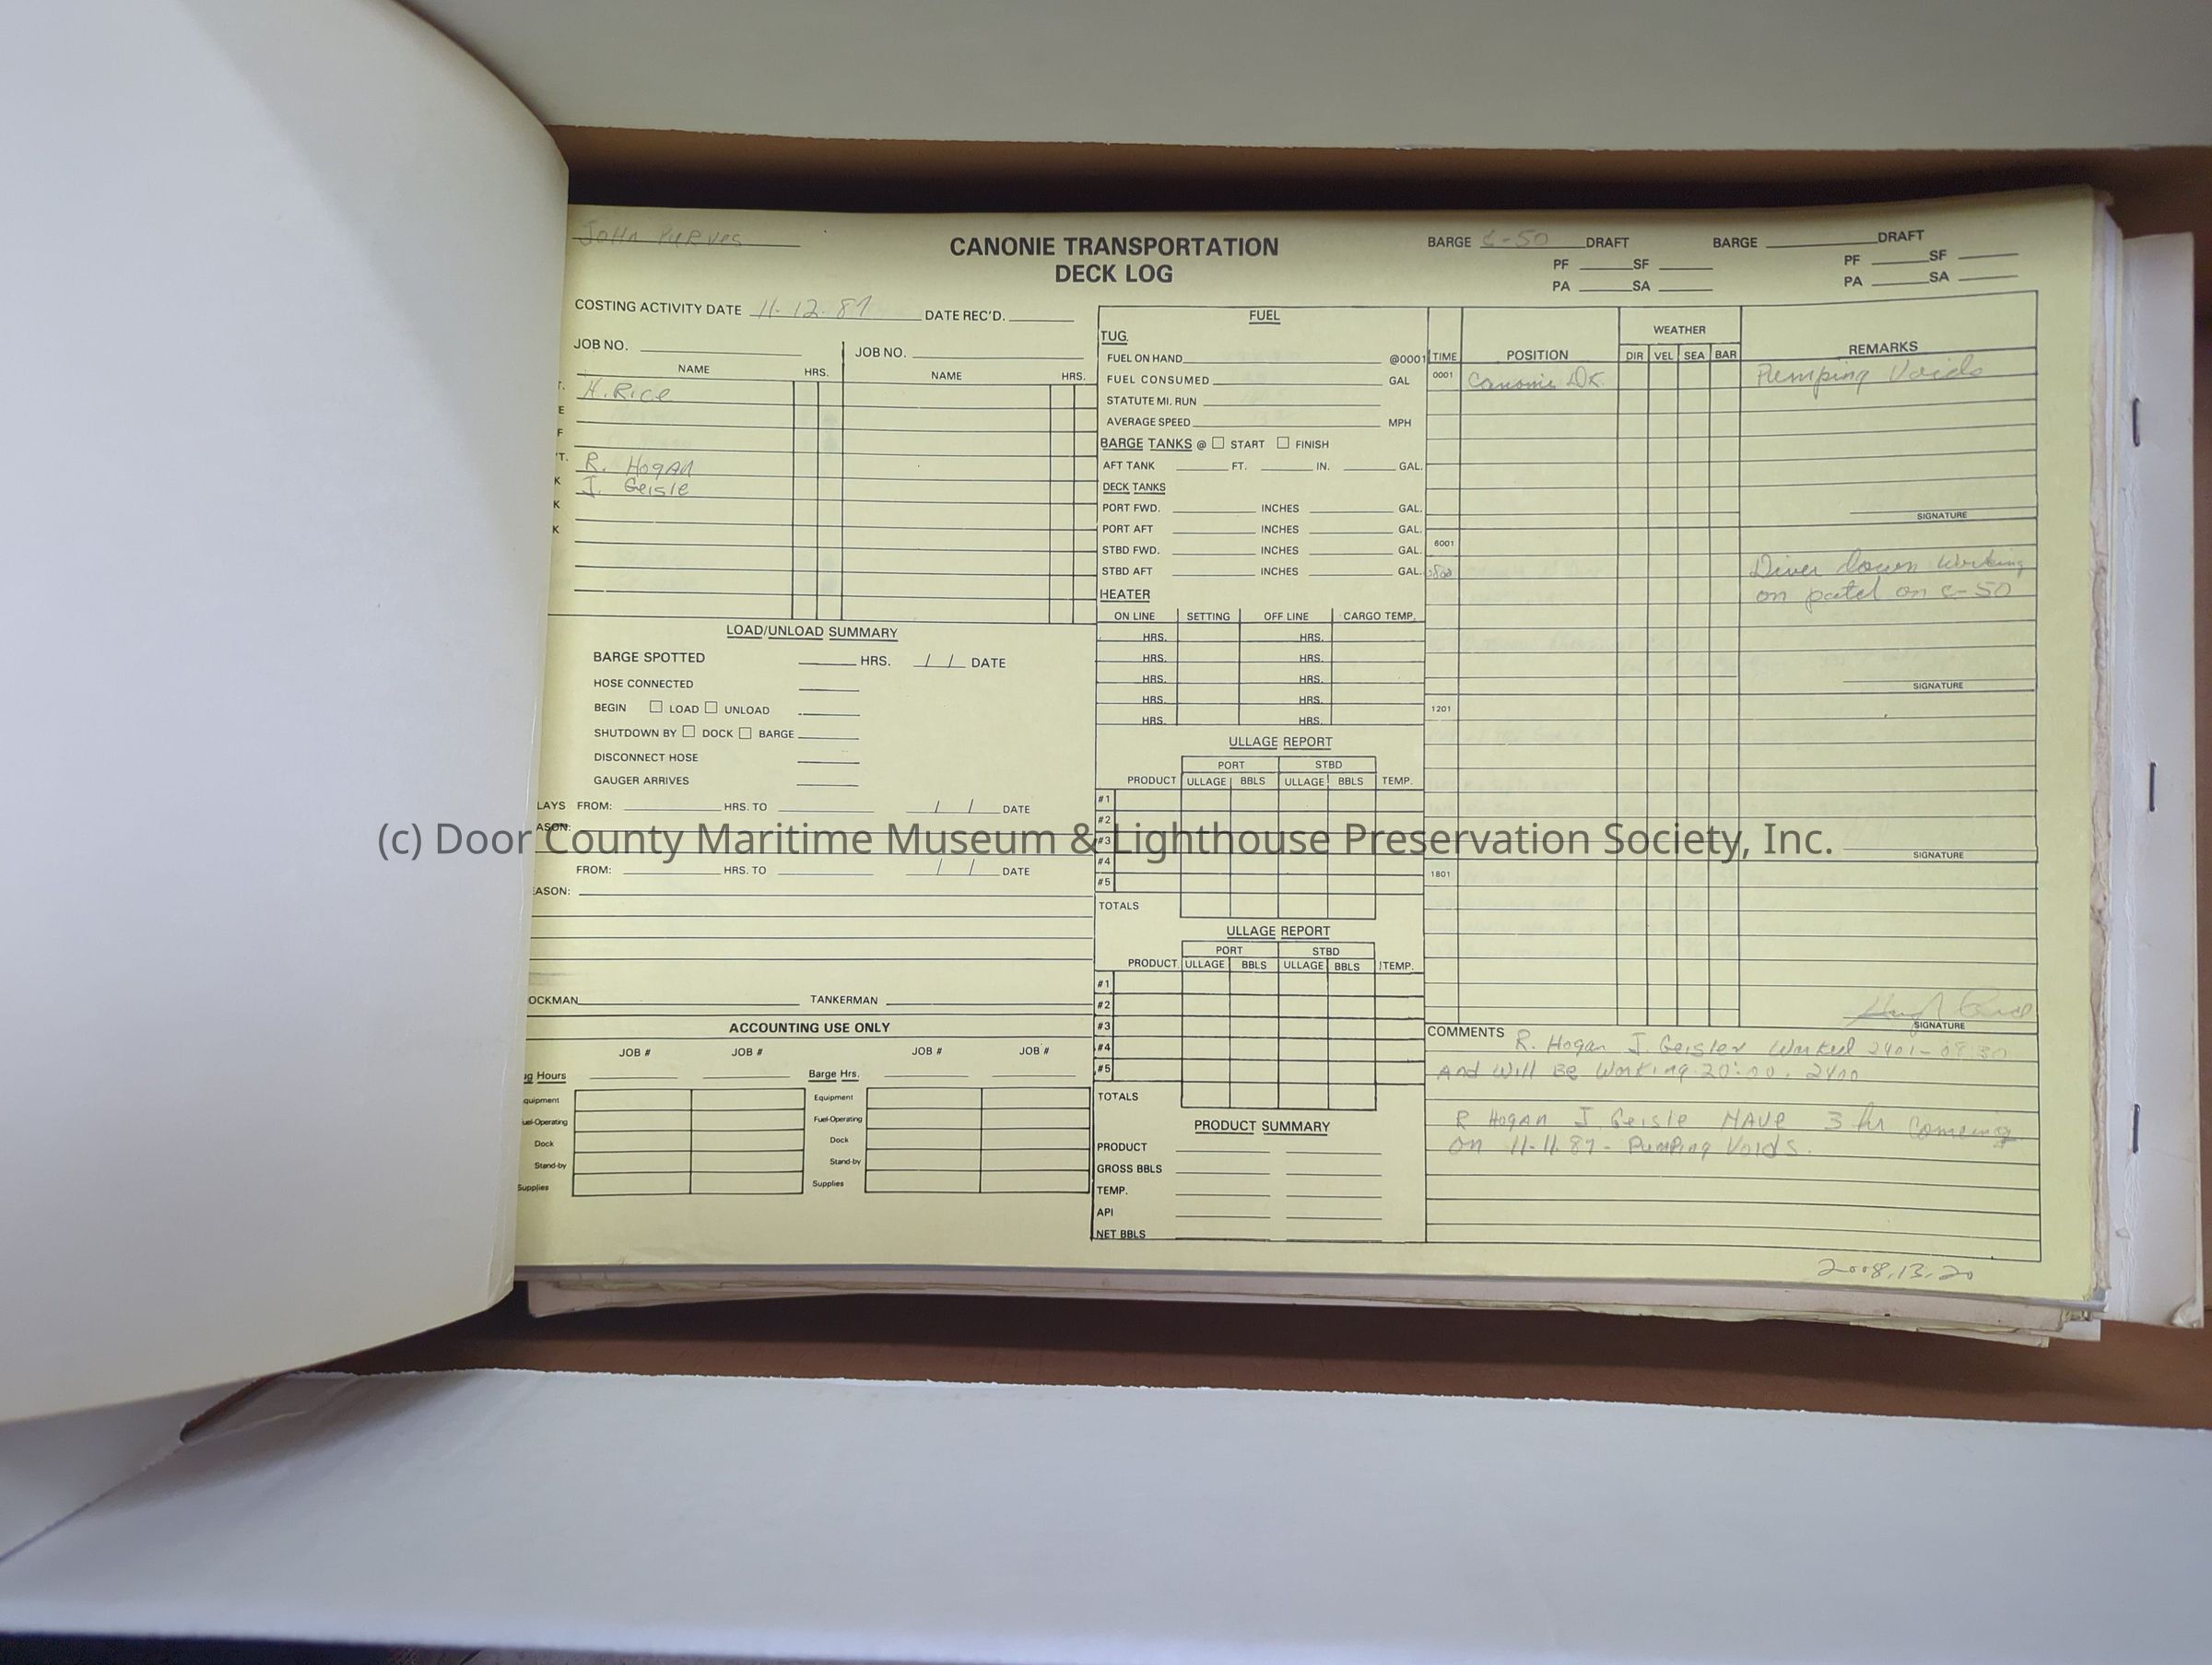 JOHN PURVES
CANONIE TRANSPORTATION
DECK LOG
BARGE C-50 DRAFT
PF SF
PA SA
BARGE DRAFT
PF SF
PA SA
COSTING ACTIVITY DATE 11-12-87 DATE REC'D.
JOB NO. JOB NO.
NAME HRS. NAME HRS.
T. H. Rice
E
F
'T. R. Hogan
K J. Geisle
K
K
LOAD/UNLOAD SUMMARY
BARGE SPOTTED HRS. / / DATE
HOSE CONNECTED
BEGIN LOAD UNLOAD
SHUTDOWN BY DOCK BARGE
DISCONNECT HOSE
GAUGER ARRIVES
LAYS FROM: HRS. TO / / DATE
ASON:
FROM: HRS. TO / / DATE
EASON:
OCKMAN TANKERMAN
ACCOUNTING USE ONLY
JOB # JOB # JOB # JOB #
ug Hours Barge Hrs.
quipment Equipment
uel-Operating Fuel-Operating
Dock Dock
Stand-by Stand-by
Supplies Supplies
FUEL
TUG
FUEL ON HAND @0001
FUEL CONSUMED GAL
STATUTE MI. RUN
AVERAGE SPEED MPH
BARGE TANKS @ START FINISH
AFT TANK FT. IN. GAL.
DECK TANKS
PORT FWD. INCHES GAL.
PORT AFT INCHES GAL.
STBD FWD. INCHES GAL.
STBD AFT INCHES GAL.
HEATER
ON LINE SETTING OFF LINE CARGO TEMP.
HRS. HRS.
HRS. HRS.
HRS. HRS.
HRS. HRS.
HRS. HRS.
ULLAGE REPORT
PORT STBD
PRODUCT ULLAGE BBLS ULLAGE BBLS TEMP.
#1
#2
#3
#4
#5
TOTALS
ULLAGE REPORT
PORT STBD
PRODUCT ULLAGE BBLS ULLAGE BBLS TEMP.
#1
#2
#3
#4
#5
TOTALS
PRODUCT SUMMARY
PRODUCT
GROSS BBLS
TEMP.
API
NET BBLS
WEATHER
TIME POSITION DIR VEL SEA BAR REMARKS
0001 Canonie Dk. Pumping Voids
SIGNATURE
6001
0800 Diver down working
on patch on C-50
SIGNATURE
1201
SIGNATURE
1801
SIGNATURE
COMMENTS R. Hogan J. Geisler Worked 2401-0830
And Will Be Working 20:00. 2400
R Hogan J Geisle HAVE 3 hr Comeing
on 11-11-87 - Pumping Voids.
2008.13.20
(c) Door County Maritime Museum & Lighthouse Preservation Society, Inc.